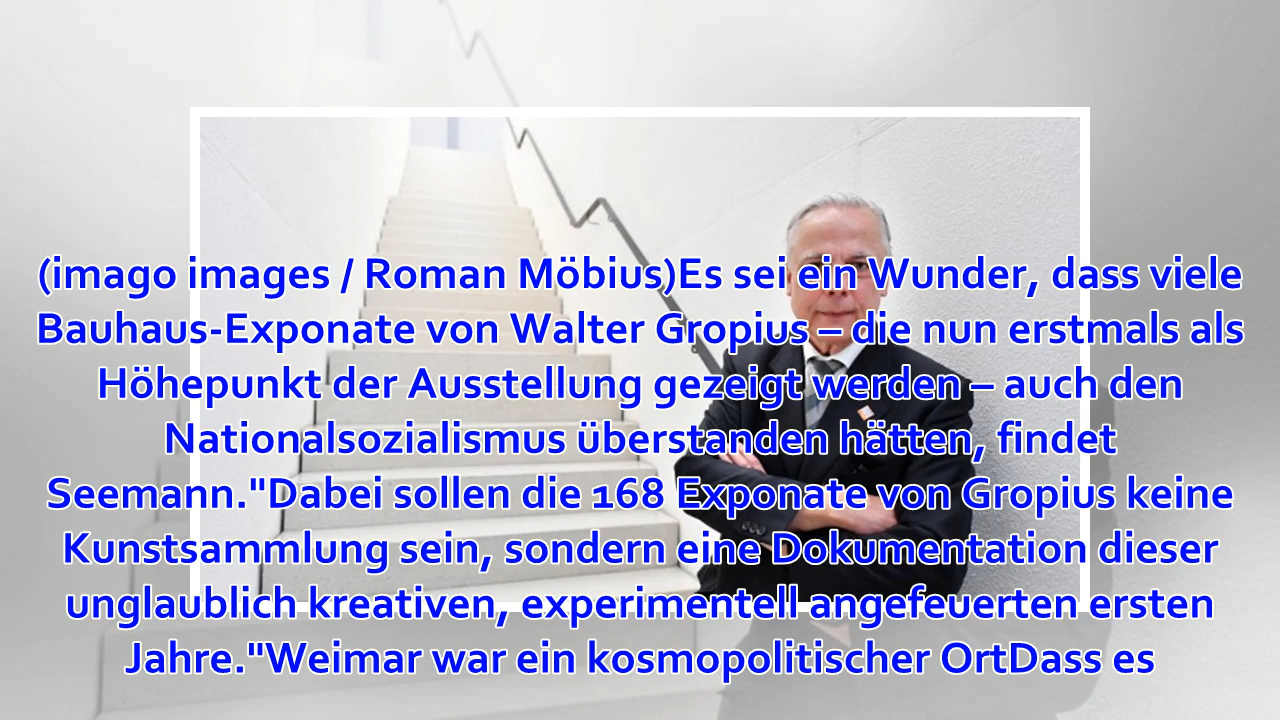 (imago images / Roman Möbius)Es sei ein Wunder, dass viele
Bauhaus-Exponate von Walter Gropius – die nun erstmals als
Höhepunkt der Ausstellung gezeigt werden – auch den
Nationalsozialismus überstanden hätten, findet
Seemann."Dabei sollen die 168 Exponate von Gropius keine
Kunstsammlung sein, sondern eine Dokumentation dieser
unglaublich kreativen, experimentell angefeuerten ersten
Jahre."Weimar war ein kosmopolitischer OrtDass es